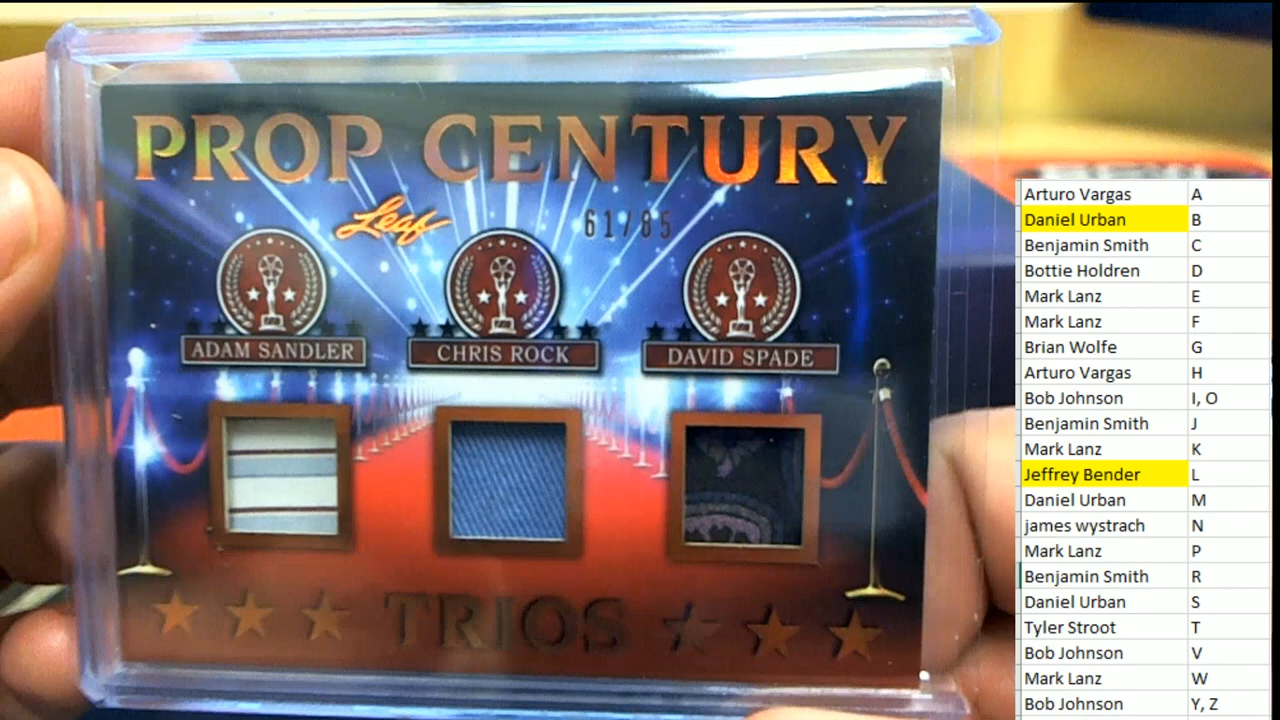 PROP CENTURY
Leaf
61/85
ADAM SANDLER
CHRIS ROCK
DAVID SPADE
TRIOS
Arturo Vargas A
Daniel Urban B
Benjamin Smith C
Bottie Holdren D
Mark Lanz E
Mark Lanz F
Brian Wolfe G
Arturo Vargas H
Bob Johnson I, O
Benjamin Smith J
Mark Lanz K
Jeffrey Bender L
Daniel Urban M
james wystrach N
Mark Lanz P
Benjamin Smith R
Daniel Urban S
Tyler Stroot T
Bob Johnson V
Mark Lanz W
Bob Johnson Y, Z